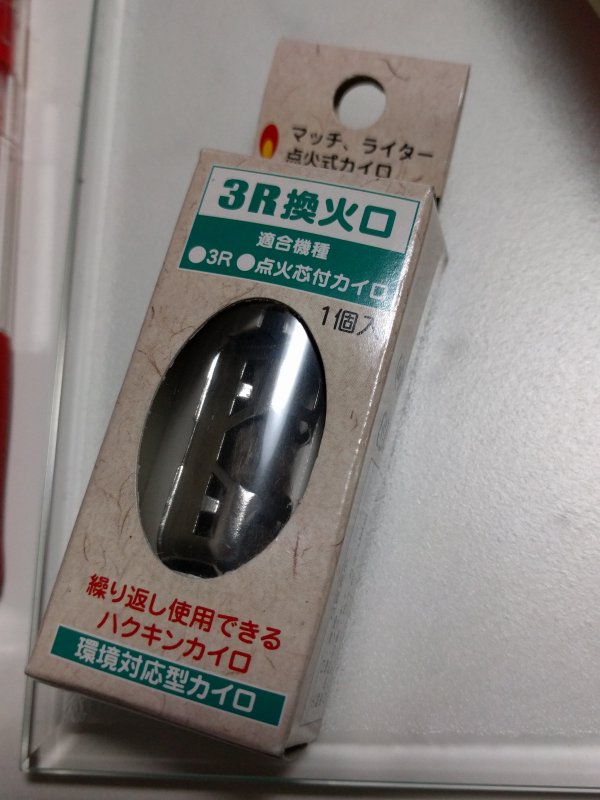 マッチ、ライター
点火式カイロ
3R換火口
適合機種
●3R ●点火芯付カイロ
1個入
繰り返し使用できる
ハクキンカイロ
環境対応型カイロ